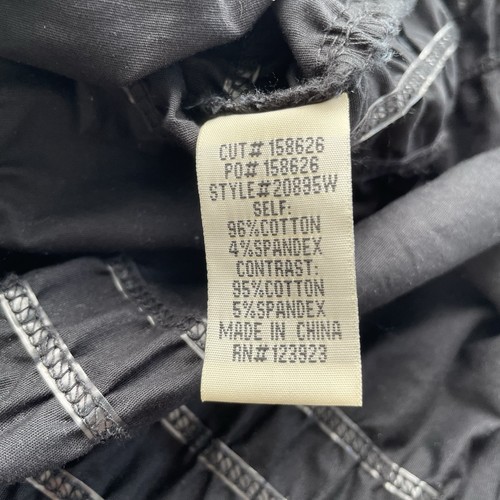 CUT# 158626
PO# 158626
STYLE#20895W
SELF:
96%COTTON
4%SPANDEX
CONTRAST:
95%COTTON
5%SPANDEX
MADE IN CHINA
RN#123923